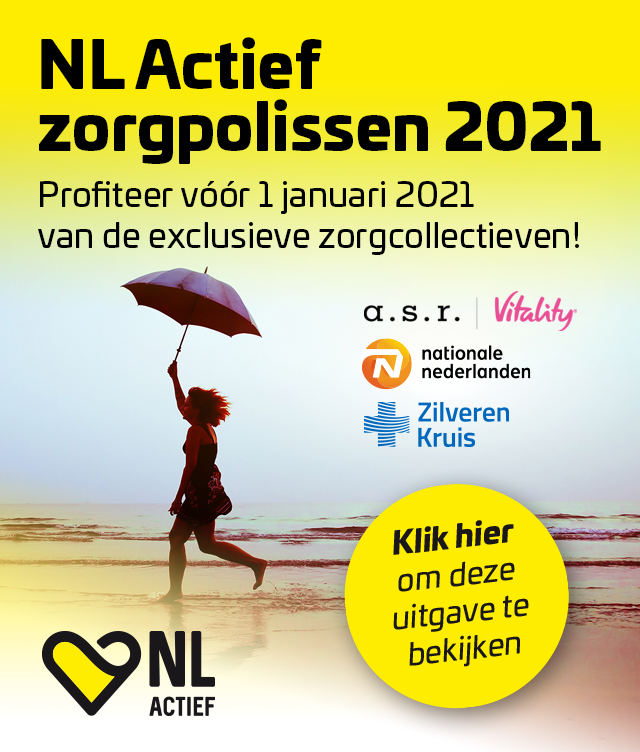 NL Actief
zorgpolissen 2021
Profiteer vóór 1 januari 2021
van de exclusieve zorgcollectieven!
a.s.r. | Vitality
nationale
nederlanden
Zilveren
Kruis
Klik hier
om deze
uitgave te
bekijken
NL
ACTIEF